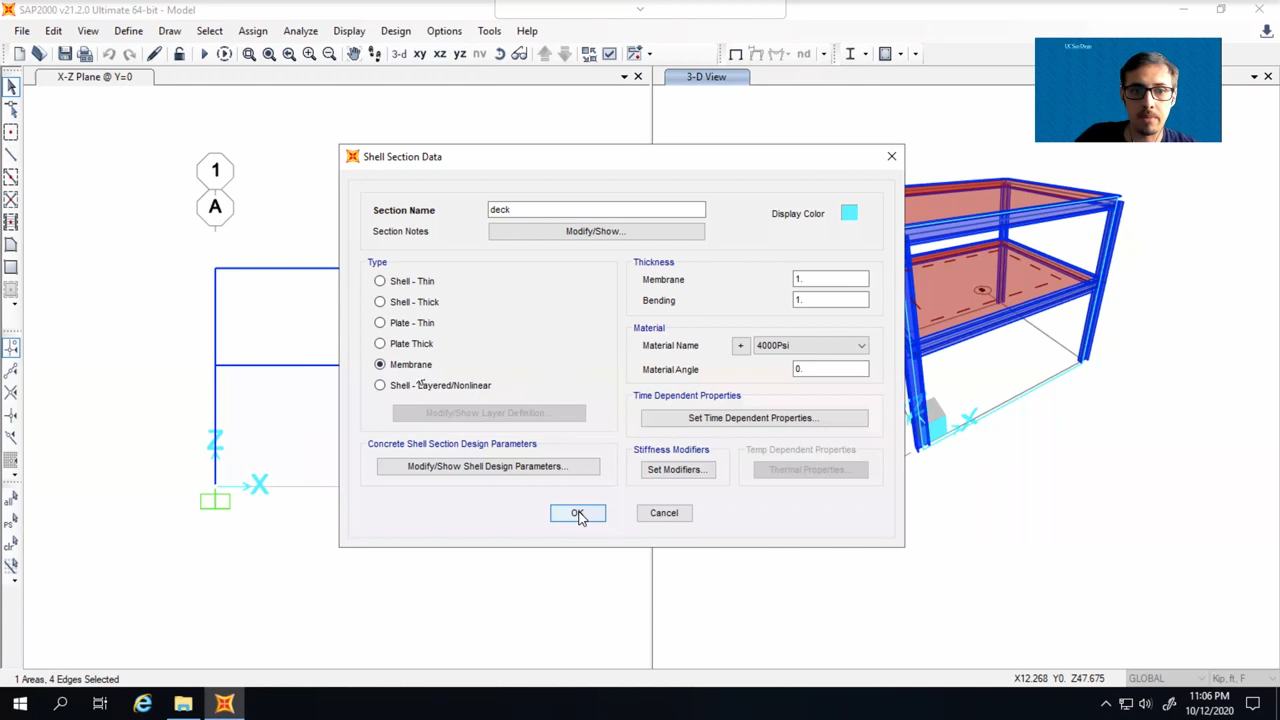 SAP2000 v21.2.0 Ultimate 64-bit - Model
File Edit View Define Draw Select Assign Analyze Display Design Options Tools Help
3-d xy xz yz nv nd
X-Z Plane @ Y=0
3-D View
UC San Diego
1
A
Z
X
X
Shell Section Data
Section Name deck Display Color
Section Notes Modify/Show...
Type
Shell - Thin
Shell - Thick
Plate - Thin
Plate Thick
Membrane
Shell - Layered/Nonlinear
Modify/Show Layer Definition...
Concrete Shell Section Design Parameters
Modify/Show Shell Design Parameters...
Thickness
Membrane 1.
Bending 1.
Material
Material Name + 4000Psi
Material Angle 0.
Time Dependent Properties
Set Time Dependent Properties...
Stiffness Modifiers
Set Modifiers...
Temp Dependent Properties
Thermal Properties...
OK Cancel
all
ps
clr
1 Areas, 4 Edges Selected X12.268 Y0. Z47.675 GLOBAL Kip, ft, F
11:06 PM
10/12/2020